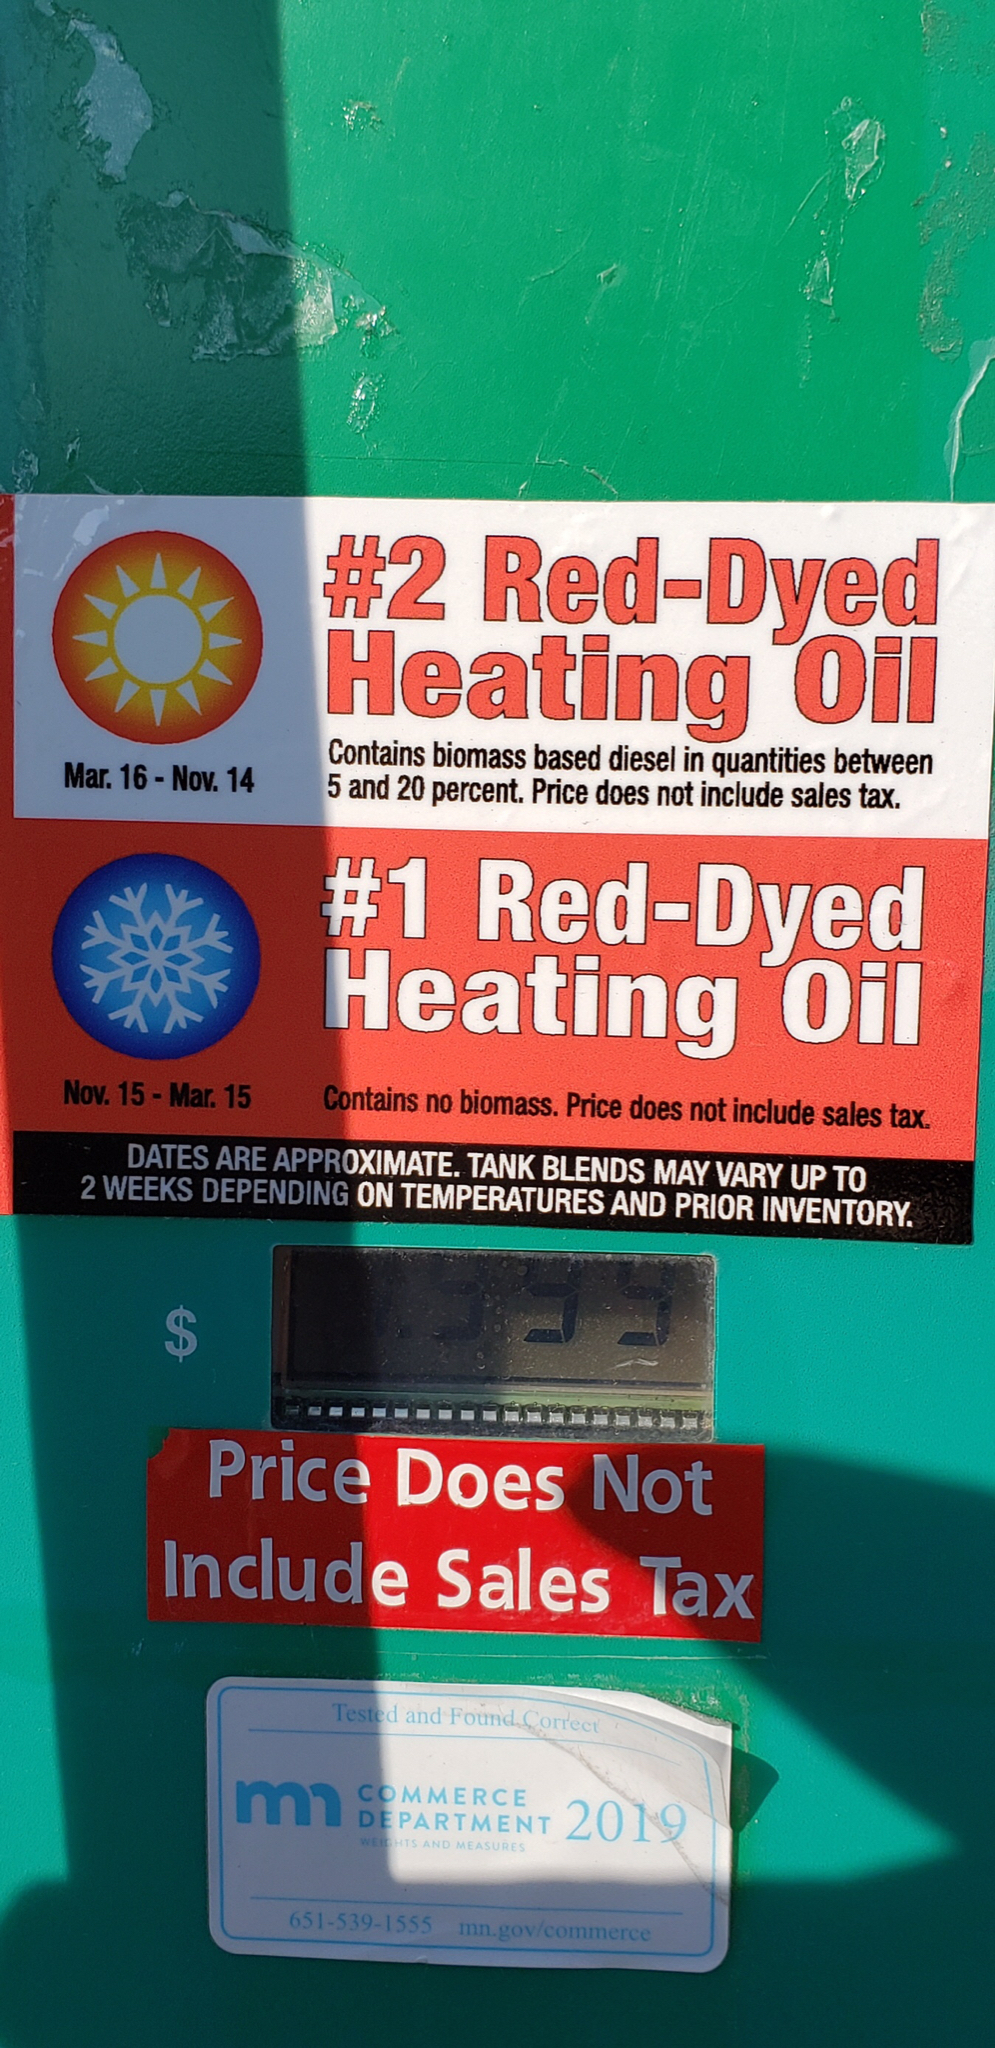 #2 Red-Dyed
Heating Oil
Mar. 16 - Nov. 14
Contains biomass based diesel in quantities between
5 and 20 percent. Price does not include sales tax.
#1 Red-Dyed
Heating Oil
Nov. 15 - Mar. 15
Contains no biomass. Price does not include sales tax.
DATES ARE APPROXIMATE. TANK BLENDS MAY VARY UP TO
2 WEEKS DEPENDING ON TEMPERATURES AND PRIOR INVENTORY.
$
Price Does Not
Include Sales Tax
Tested and Found Correct
mn COMMERCE
DEPARTMENT 2019
WEIGHTS AND MEASURES
651-539-1555 mn.gov/commerce